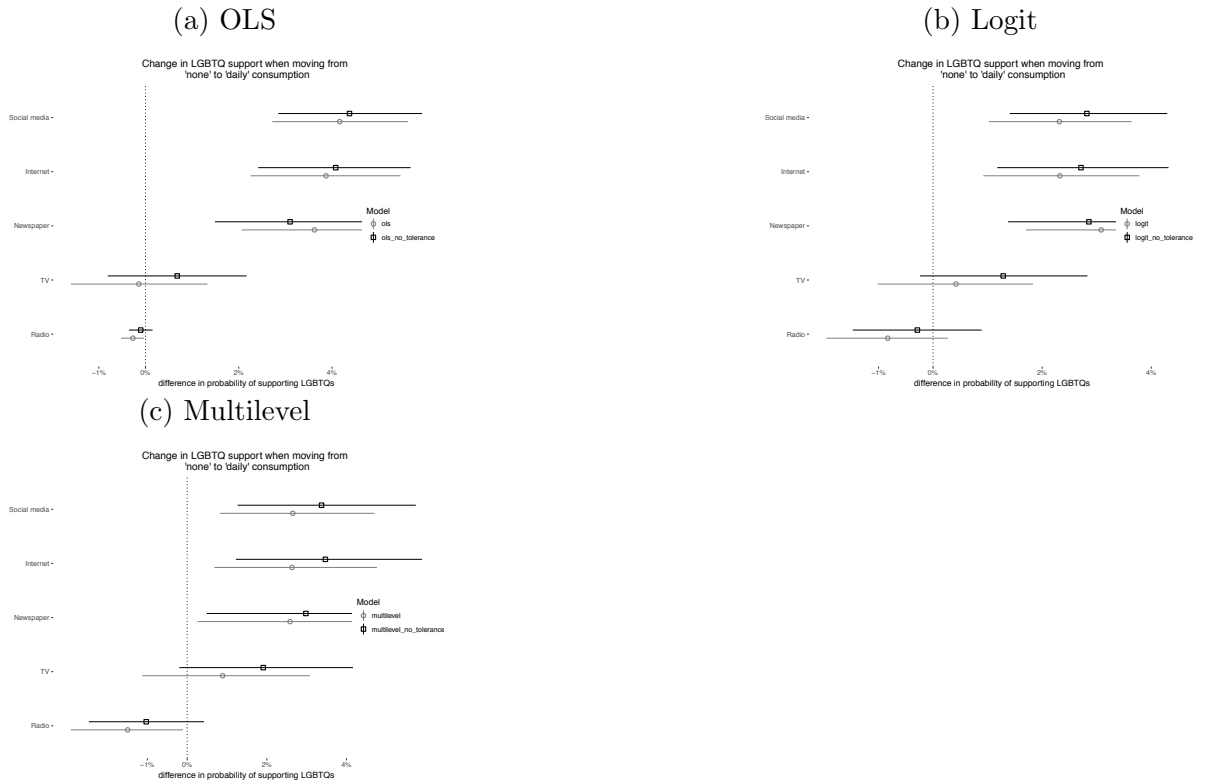 (a) OLS
Change in LGBTQ support when moving from
'none' to 'daily' consumption
Social media
Internet
Newspaper
TV
Radio
Model
ols
ols_no_tolerance
−1%
0%
2%
4%
difference in probability of supporting LGBTQs
(b) Logit
Change in LGBTQ support when moving from
'none' to 'daily' consumption
Social media
Internet
Newspaper
TV
Radio
Model
logit
logit_no_tolerance
−1%
0%
2%
4%
difference in probability of supporting LGBTQs
(c) Multilevel
Change in LGBTQ support when moving from
'none' to 'daily' consumption
Social media
Internet
Newspaper
TV
Radio
Model
multilevel
multilevel_no_tolerance
−1%
0%
2%
4%
difference in probability of supporting LGBTQs